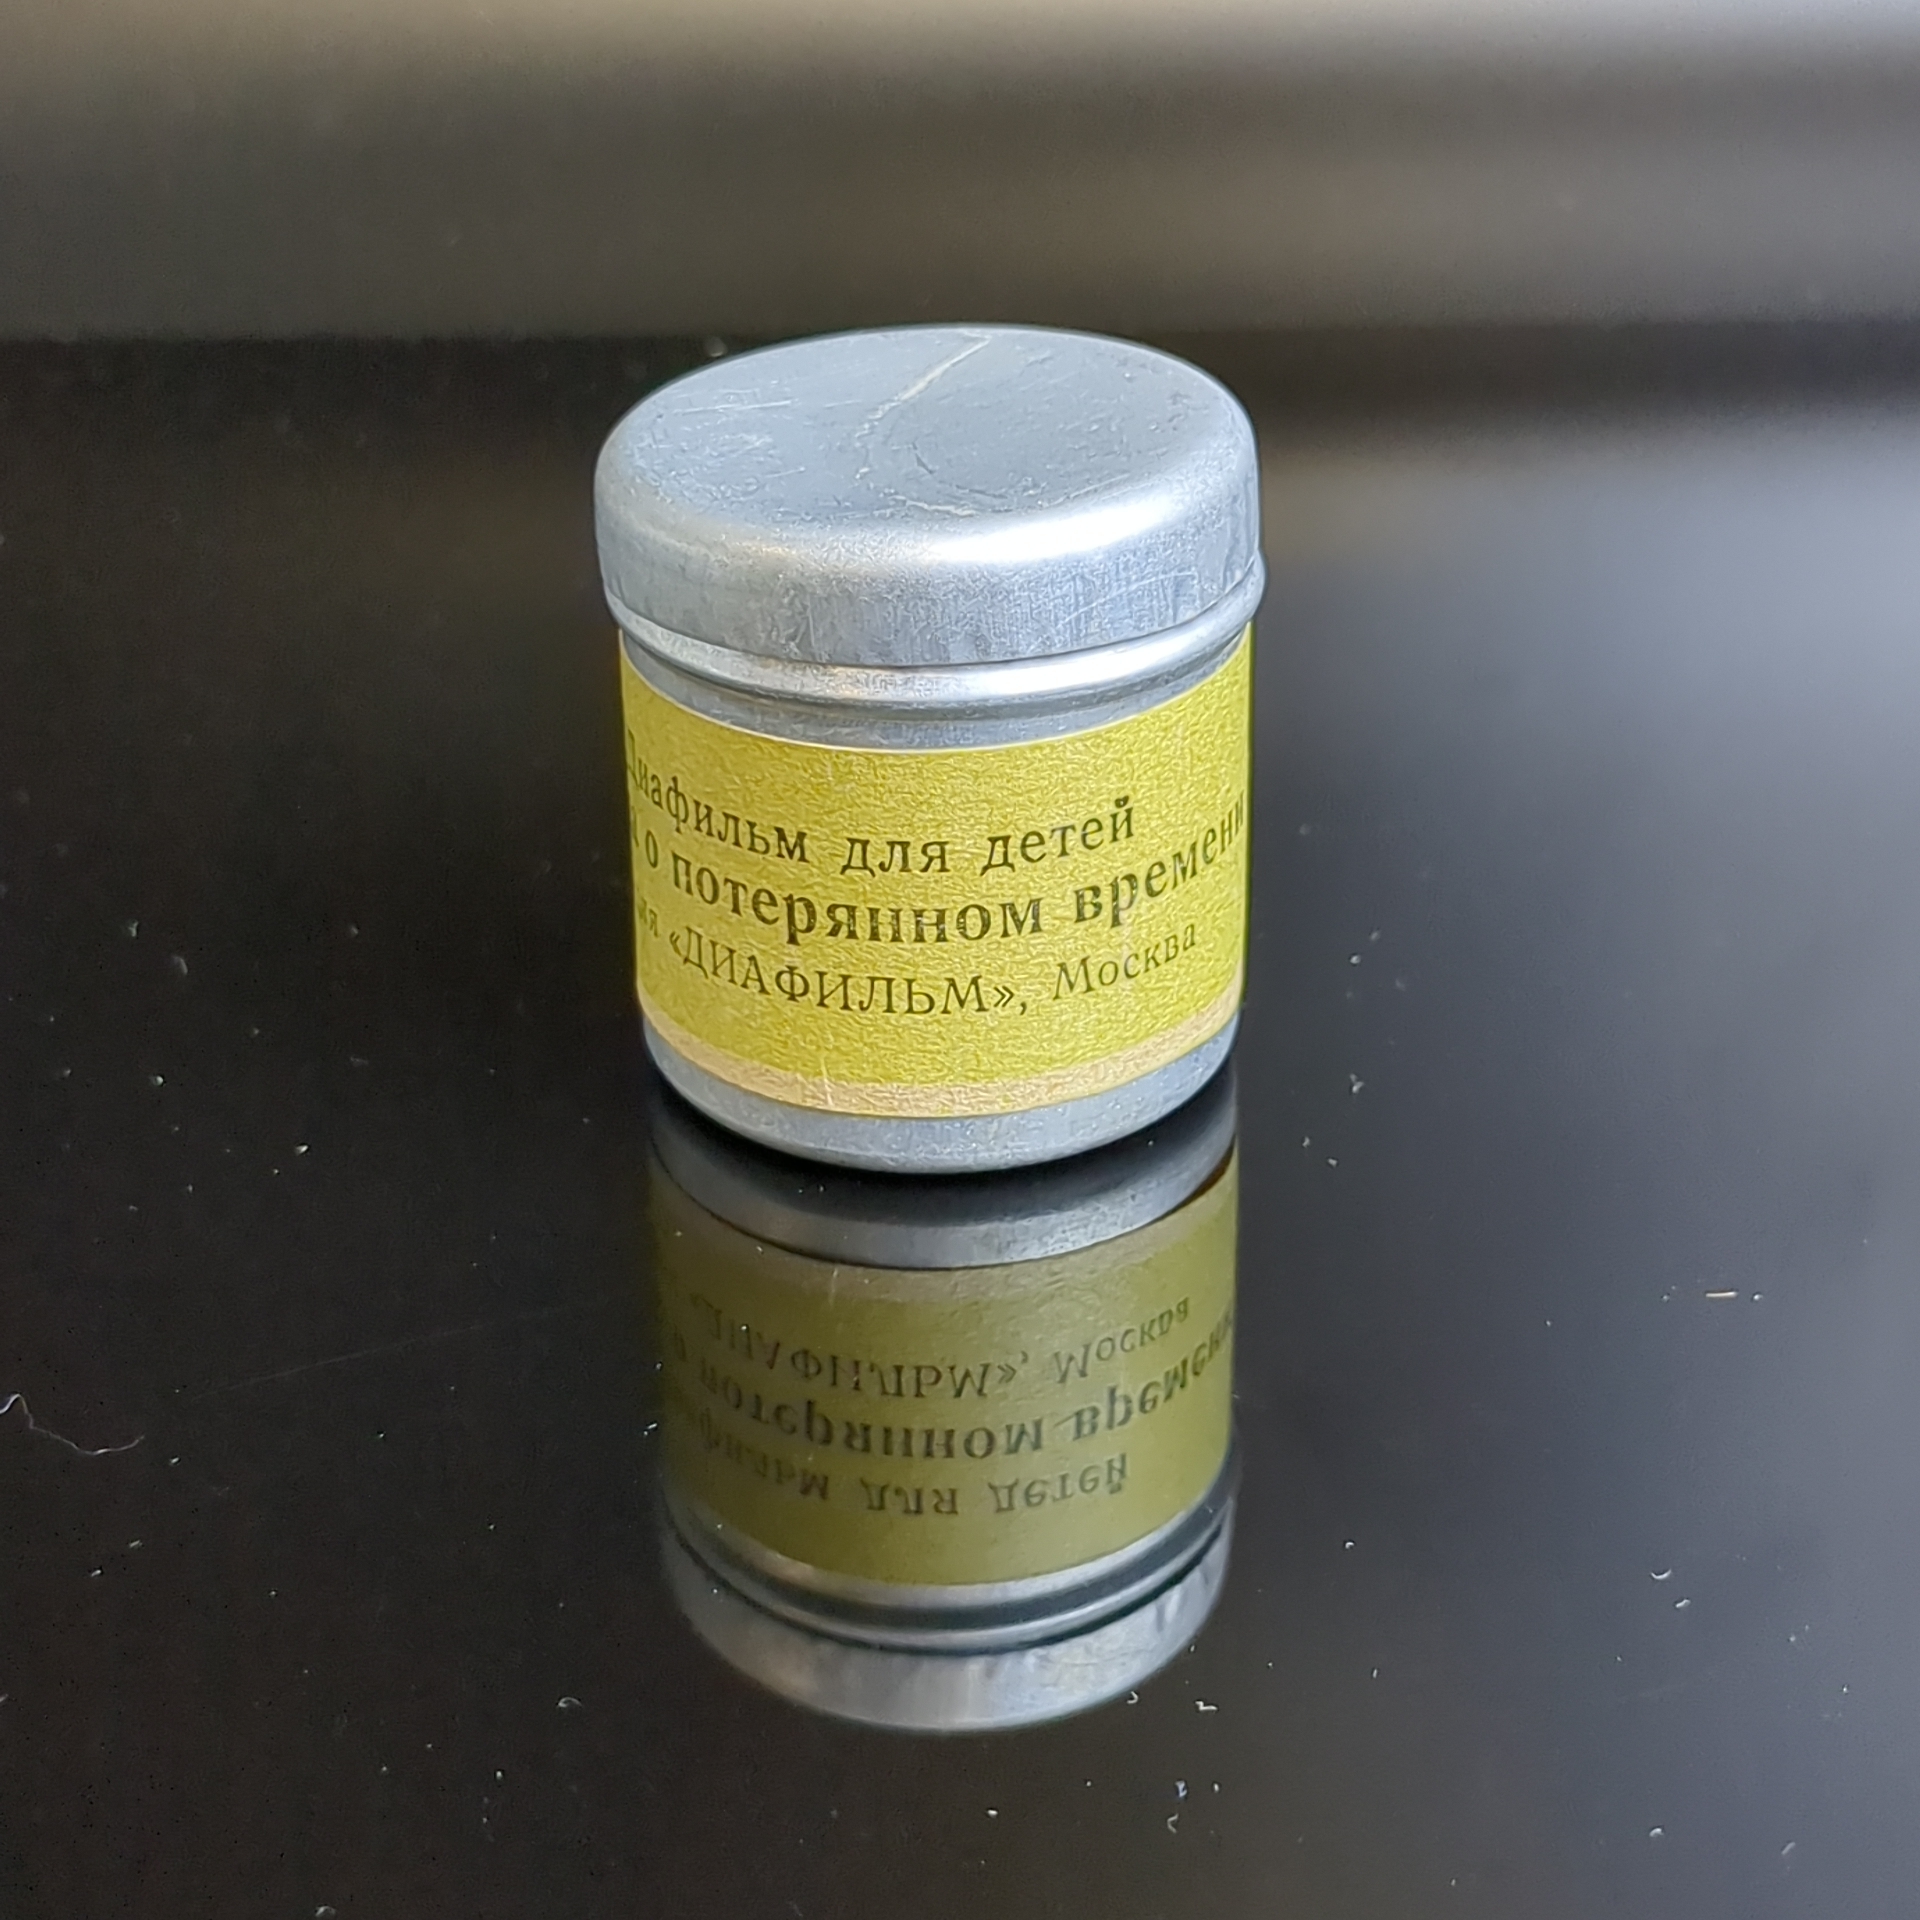 Диафильм для детей
о потерянном времени
«ДИАФИЛЬМ», Москва